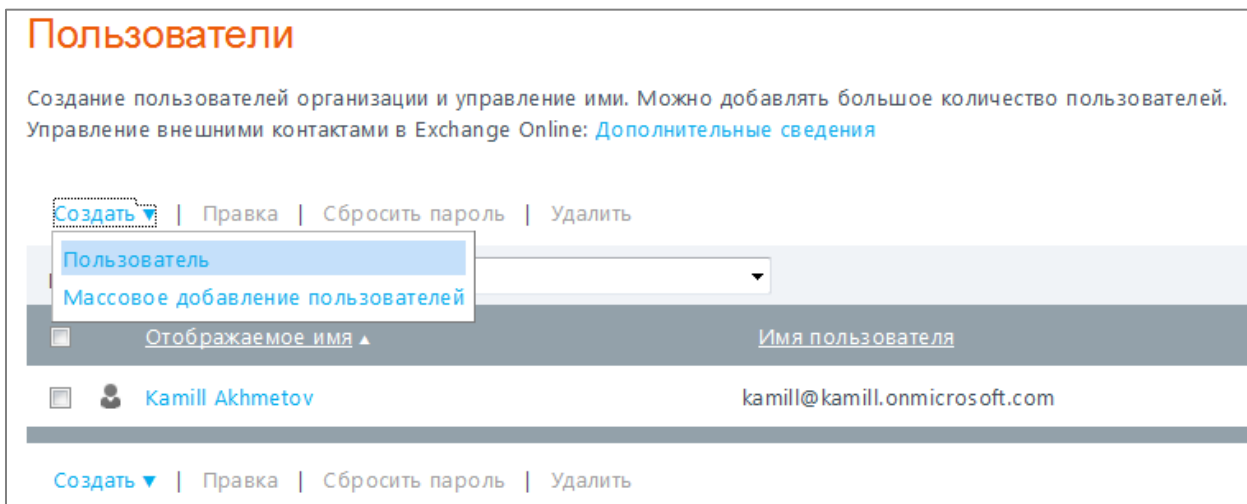 Пользователи
Создание пользователей организации и управление ими. Можно добавлять большое количество пользователей.
Управление внешними контактами в Exchange Online: Дополнительные сведения
Создать ▼ | Правка | Сбросить пароль | Удалить
Пользователь
Массовое добавление пользователей
Отображаемое имя ▲ Имя пользователя
Kamill Akhmetov kamill@kamill.onmicrosoft.com
Создать ▼ | Правка | Сбросить пароль | Удалить